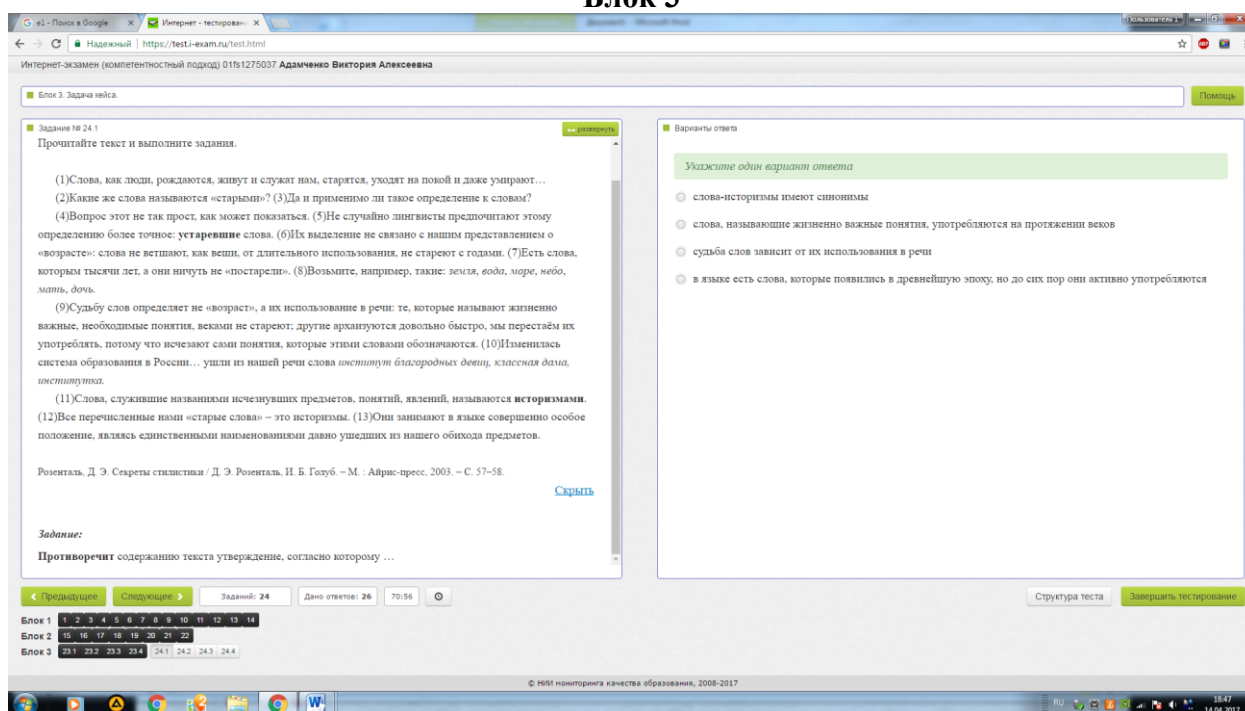 Блок 3
e1 - Поиск в Google
Интернет - тестирован
Пользователь 1
Надежный | https://test.i-exam.ru/test.html
Интернет-экзамен (компетентностный подход) 01fs1275037 Адамченко Виктория Алексеевна
Блок 3. Задача кейса.
Помощь
Задание № 24.1
развернуть
Прочитайте текст и выполните задания.
(1)Слова, как люди, рождаются, живут и служат нам, старятся, уходят на покой и даже умирают…
(2)Какие же слова называются «старыми»? (3)Да и применимо ли такое определение к словам?
(4)Вопрос этот не так прост, как может показаться. (5)Не случайно лингвисты предпочитают этому
определению более точное: устаревшие слова. (6)Их выделение не связано с нашим представлением о
«возрасте»: слова не ветшают, как вещи, от длительного использования, не стареют с годами. (7)Есть слова,
которым тысячи лет, а они ничуть не «постарели». (8)Возьмите, например, такие: земля, вода, море, небо,
мать, дочь.
(9)Судьбу слов определяет не «возраст», а их использование в речи: те, которые называют жизненно
важные, необходимые понятия, веками не стареют; другие архаизуются довольно быстро, мы перестаём их
употреблять, потому что исчезают сами понятия, которые этими словами обозначаются. (10)Изменилась
система образования в России… ушли из нашей речи слова институт благородных девиц, классная дама,
институтка.
(11)Слова, служившие названиями исчезнувших предметов, понятий, явлений, называются историзмами.
(12)Все перечисленные нами «старые слова» – это историзмы. (13)Они занимают в языке совершенно особое
положение, являясь единственными наименованиями давно ушедших из нашего обихода предметов.
Розенталь, Д. Э. Секреты стилистики / Д. Э. Розенталь, И. Б. Голуб. – М. : Айрис-пресс, 2003. – С. 57–58.
Скрыть
Задание:
Противоречит содержанию текста утверждение, согласно которому …
Варианты ответа
Укажите один вариант ответа
слова-историзмы имеют синонимы
слова, называющие жизненно важные понятия, употребляются на протяжении веков
судьба слов зависит от их использования в речи
в языке есть слова, которые появились в древнейшую эпоху, но до сих пор они активно употребляются
Предыдущее
Следующее
Заданий: 24
Дано ответов: 26
70:56
Структура теста
Завершить тестирование
Блок 1 1 2 3 4 5 6 7 8 9 10 11 12 13 14
Блок 2 15 16 17 18 19 20 21 22
Блок 3 23.1 23.2 23.3 23.4 24.1 24.2 24.3 24.4
© НИИ мониторинга качества образования, 2008-2017
RU
18:47
14.04.2017